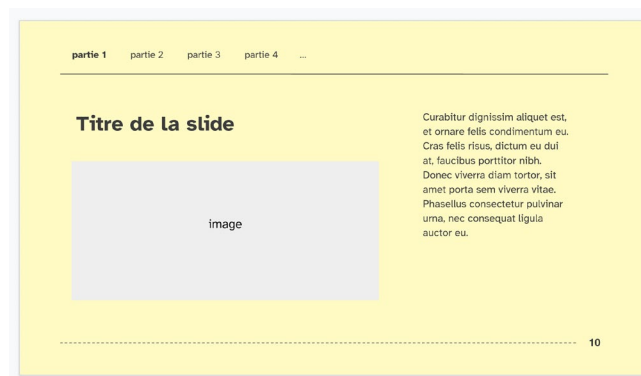 partie 1 partie 2 partie 3 partie 4 ...
Titre de la slide
image
Curabitur dignissim aliquet est,
et ornare felis condimentum eu.
Cras felis risus, dictum eu dui
at, faucibus porttitor nibh.
Donec viverra diam tortor, sit
amet porta sem viverra vitae.
Phasellus consectetur pulvinar
urna, nec consequat ligula
auctor eu.
10